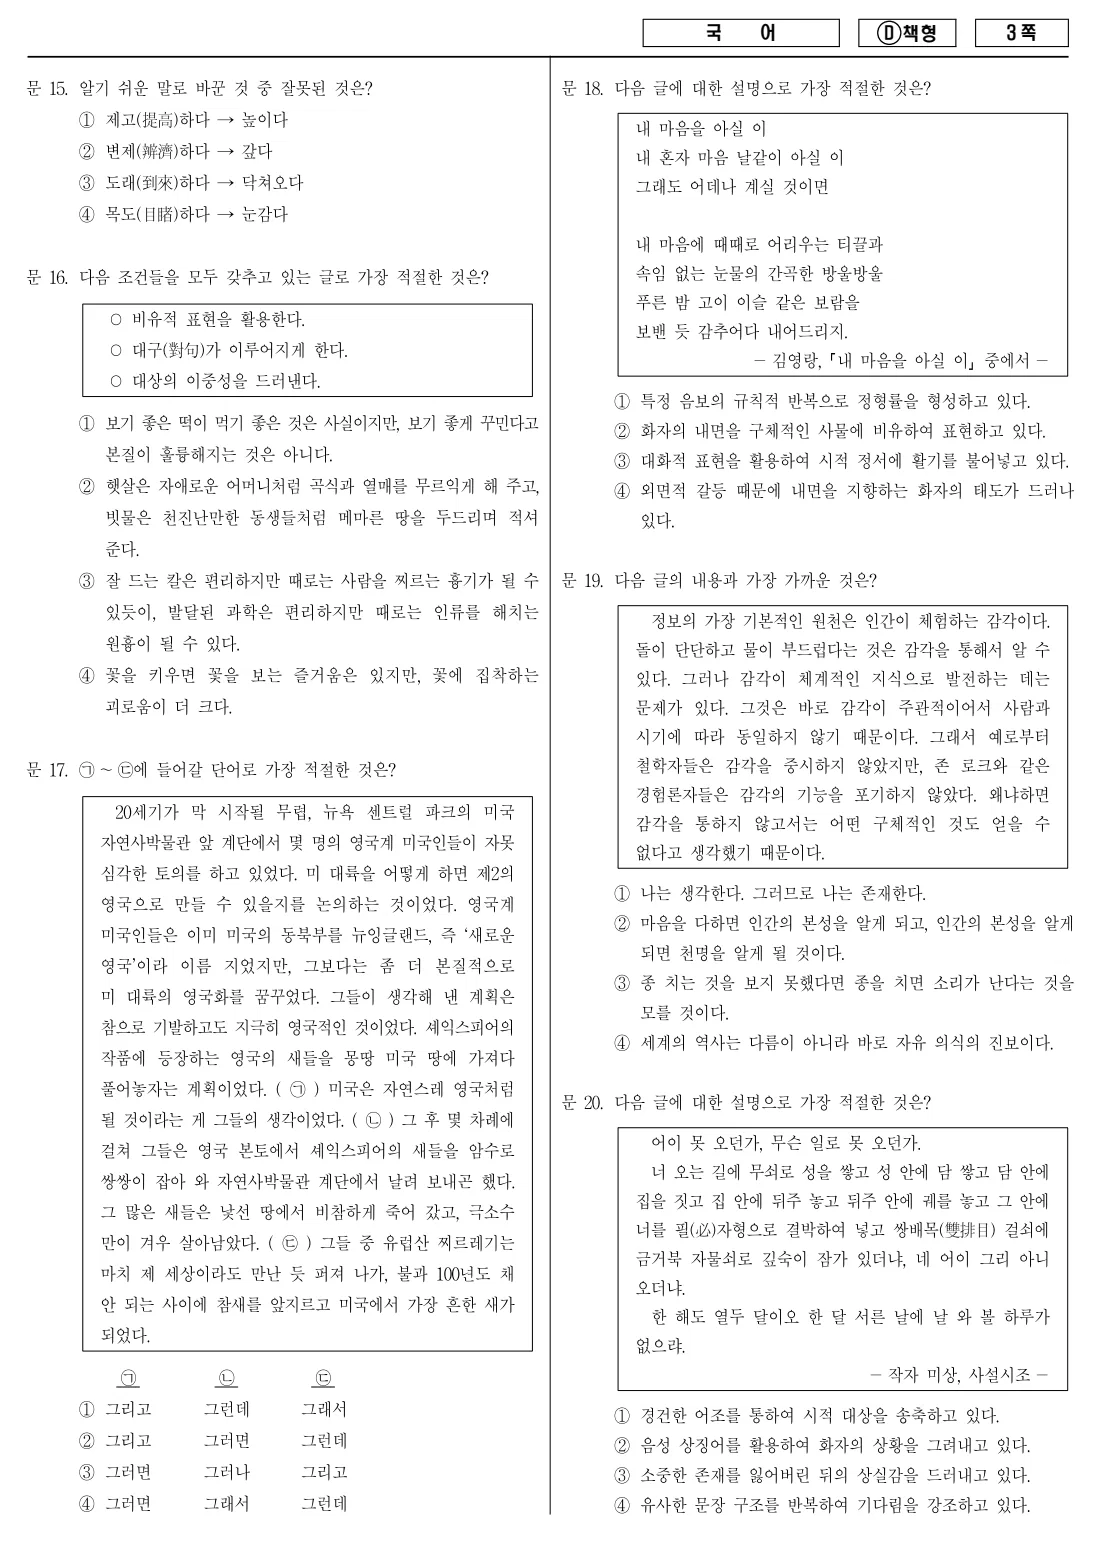 국 어
Ⓓ책형
3쪽
문 15. 알기 쉬운 말로 바꾼 것 중 잘못된 것은?
① 제고(提高)하다 → 높이다
② 변제(辨濟)하다 → 갚다
③ 도래(到來)하다 → 닥쳐오다
④ 목도(目睹)하다 → 눈감다
문 16. 다음 조건들을 모두 갖추고 있는 글로 가장 적절한 것은?
○ 비유적 표현을 활용한다.
○ 대구(對句)가 이루어지게 한다.
○ 대상의 이중성을 드러낸다.
① 보기 좋은 떡이 먹기 좋은 것은 사실이지만, 보기 좋게 꾸민다고
본질이 훌륭해지는 것은 아니다.
② 햇살은 자애로운 어머니처럼 곡식과 열매를 무르익게 해 주고,
빗물은 천진난만한 동생들처럼 메마른 땅을 두드리며 적셔
준다.
③ 잘 드는 칼은 편리하지만 때로는 사람을 찌르는 흉기가 될 수
있듯이, 발달된 과학은 편리하지만 때로는 인류를 해치는
원흉이 될 수 있다.
④ 꽃을 키우면 꽃을 보는 즐거움은 있지만, 꽃에 집착하는
괴로움이 더 크다.
문 17. ㉠ ~ ㉢에 들어갈 단어로 가장 적절한 것은?
20세기가 막 시작될 무렵, 뉴욕 센트럴 파크의 미국
자연사박물관 앞 계단에서 몇 명의 영국계 미국인들이 자못
심각한 토의를 하고 있었다. 미 대륙을 어떻게 하면 제2의
영국으로 만들 수 있을지를 논의하는 것이었다. 영국계
미국인들은 이미 미국의 동북부를 뉴잉글랜드, 즉 ‘새로운
영국’이라 이름 지었지만, 그보다는 좀 더 본질적으로
미 대륙의 영국화를 꿈꾸었다. 그들이 생각해 낸 계획은
참으로 기발하고도 지극히 영국적인 것이었다. 셰익스피어의
작품에 등장하는 영국의 새들을 몽땅 미국 땅에 가져다
풀어놓자는 계획이었다. ( ㉠ ) 미국은 자연스레 영국처럼
될 것이라는 게 그들의 생각이었다. ( ㉡ ) 그 후 몇 차례에
걸쳐 그들은 영국 본토에서 셰익스피어의 새들을 암수로
쌍쌍이 잡아 와 자연사박물관 계단에서 날려 보내곤 했다.
그 많은 새들은 낯선 땅에서 비참하게 죽어 갔고, 극소수
만이 겨우 살아남았다. ( ㉢ ) 그들 중 유럽산 찌르레기는
마치 제 세상이라도 만난 듯 퍼져 나가, 불과 100년도 채
안 되는 사이에 참새를 앞지르고 미국에서 가장 흔한 새가
되었다.
㉠ ㉡ ㉢
① 그리고 그런데 그래서
② 그리고 그러면 그런데
③ 그러면 그러나 그리고
④ 그러면 그래서 그런데
문 18. 다음 글에 대한 설명으로 가장 적절한 것은?
내 마음을 아실 이
내 혼자 마음 날같이 아실 이
그래도 어데나 계실 것이면
내 마음에 때때로 어리우는 티끌과
속임 없는 눈물의 간곡한 방울방울
푸른 밤 고이 이슬 같은 보람을
보밴 듯 감추어다 내어드리지.
– 김영랑, 「내 마음을 아실 이」 중에서 –
① 특정 음보의 규칙적 반복으로 정형률을 형성하고 있다.
② 화자의 내면을 구체적인 사물에 비유하여 표현하고 있다.
③ 대화적 표현을 활용하여 시적 정서에 활기를 불어넣고 있다.
④ 외면적 갈등 때문에 내면을 지향하는 화자의 태도가 드러나
있다.
문 19. 다음 글의 내용과 가장 가까운 것은?
정보의 가장 기본적인 원천은 인간이 체험하는 감각이다.
돌이 단단하고 물이 부드럽다는 것은 감각을 통해서 알 수
있다. 그러나 감각이 체계적인 지식으로 발전하는 데는
문제가 있다. 그것은 바로 감각이 주관적이어서 사람과
시기에 따라 동일하지 않기 때문이다. 그래서 예로부터
철학자들은 감각을 중시하지 않았지만, 존 로크와 같은
경험론자들은 감각의 기능을 포기하지 않았다. 왜냐하면
감각을 통하지 않고서는 어떤 구체적인 것도 얻을 수
없다고 생각했기 때문이다.
① 나는 생각한다. 그러므로 나는 존재한다.
② 마음을 다하면 인간의 본성을 알게 되고, 인간의 본성을 알게
되면 천명을 알게 될 것이다.
③ 종 치는 것을 보지 못했다면 종을 치면 소리가 난다는 것을
모를 것이다.
④ 세계의 역사는 다름이 아니라 바로 자유 의식의 진보이다.
문 20. 다음 글에 대한 설명으로 가장 적절한 것은?
어이 못 오던가, 무슨 일로 못 오던가.
너 오는 길에 무쇠로 성을 쌓고 성 안에 담 쌓고 담 안에
집을 짓고 집 안에 뒤주 놓고 뒤주 안에 궤를 놓고 그 안에
너를 필(必)자형으로 결박하여 넣고 쌍배목(雙排目) 걸쇠에
금거북 자물쇠로 깊숙이 잠가 있더냐, 네 어이 그리 아니
오더냐.
한 해도 열두 달이오 한 달 서른 날에 날 와 볼 하루가
없으랴.
– 작자 미상, 사설시조 –
① 경건한 어조를 통하여 시적 대상을 송축하고 있다.
② 음성 상징어를 활용하여 화자의 상황을 그려내고 있다.
③ 소중한 존재를 잃어버린 뒤의 상실감을 드러내고 있다.
④ 유사한 문장 구조를 반복하여 기다림을 강조하고 있다.